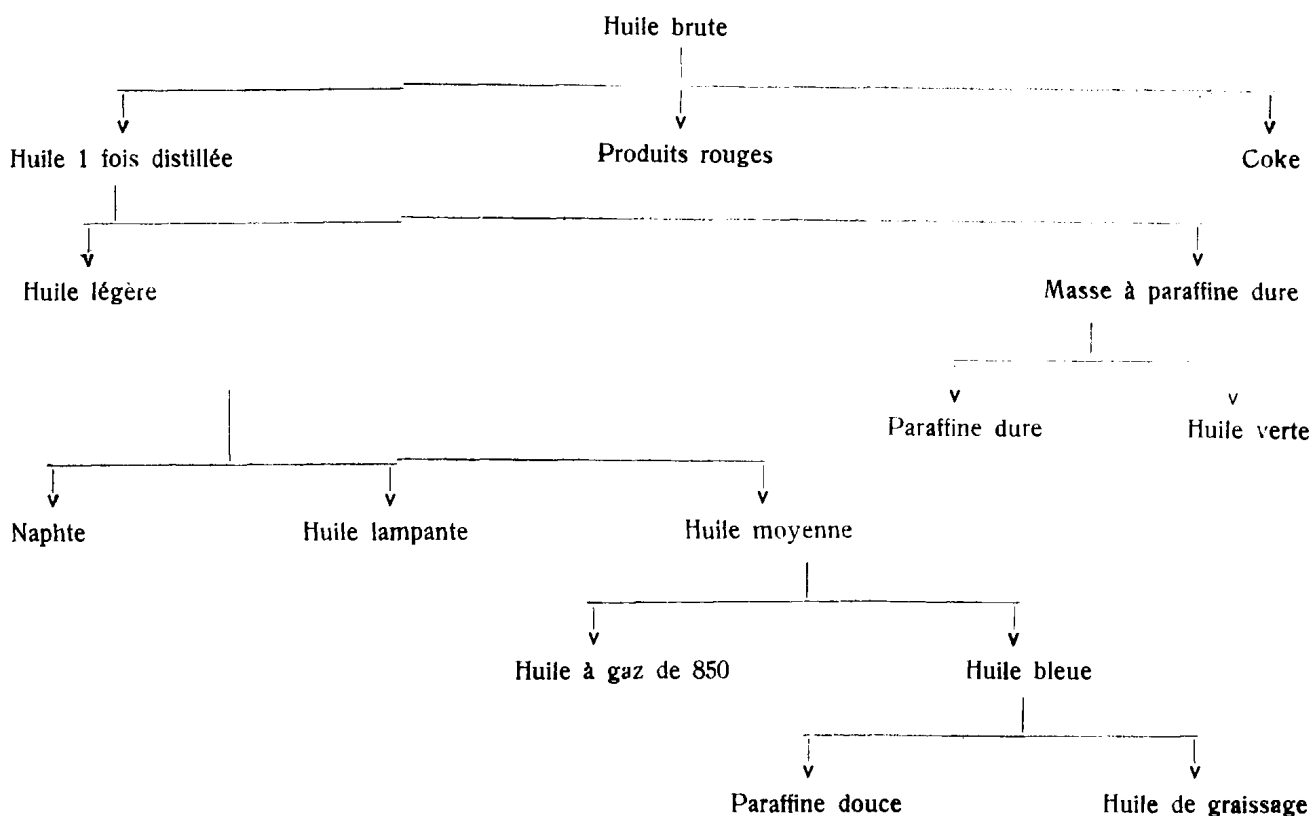 Huile brute
Huile 1 fois distillée
Produits rouges
Coke
Huile légère
Masse à paraffine dure
Paraffine dure
Huile verte
Naphte
Huile lampante
Huile moyenne
Huile à gaz de 850
Huile bleue
Paraffine douce
Huile de graissage